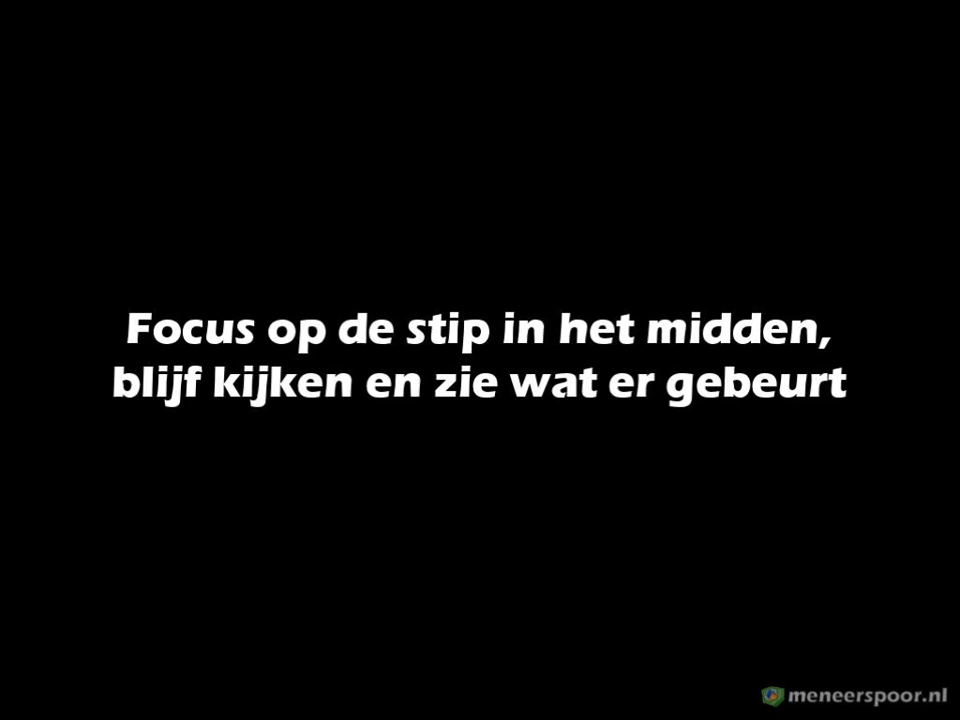 Focus op de stip in het midden,
blijf kijken en zie wat er gebeurt
meneerspoor.nl